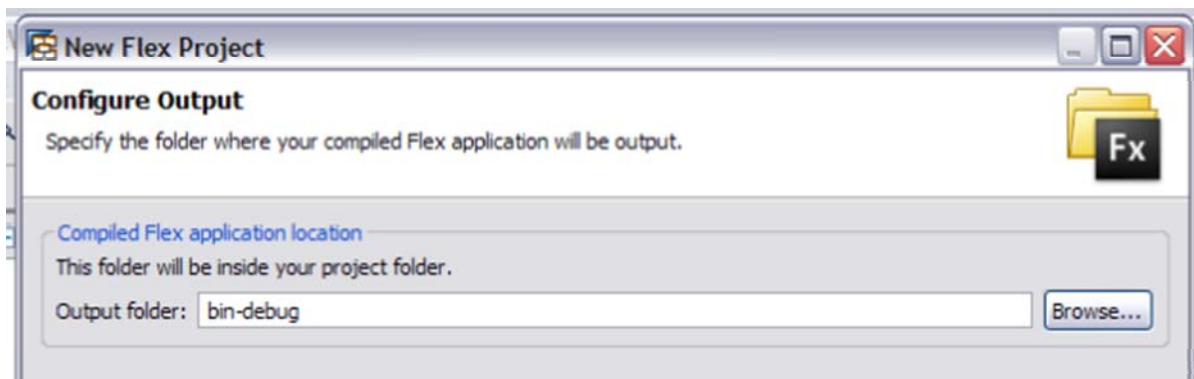 New Flex Project
Configure Output
Specify the folder where your compiled Flex application will be output.
Fx
Compiled Flex application location
This folder will be inside your project folder.
Output folder: bin-debug Browse...